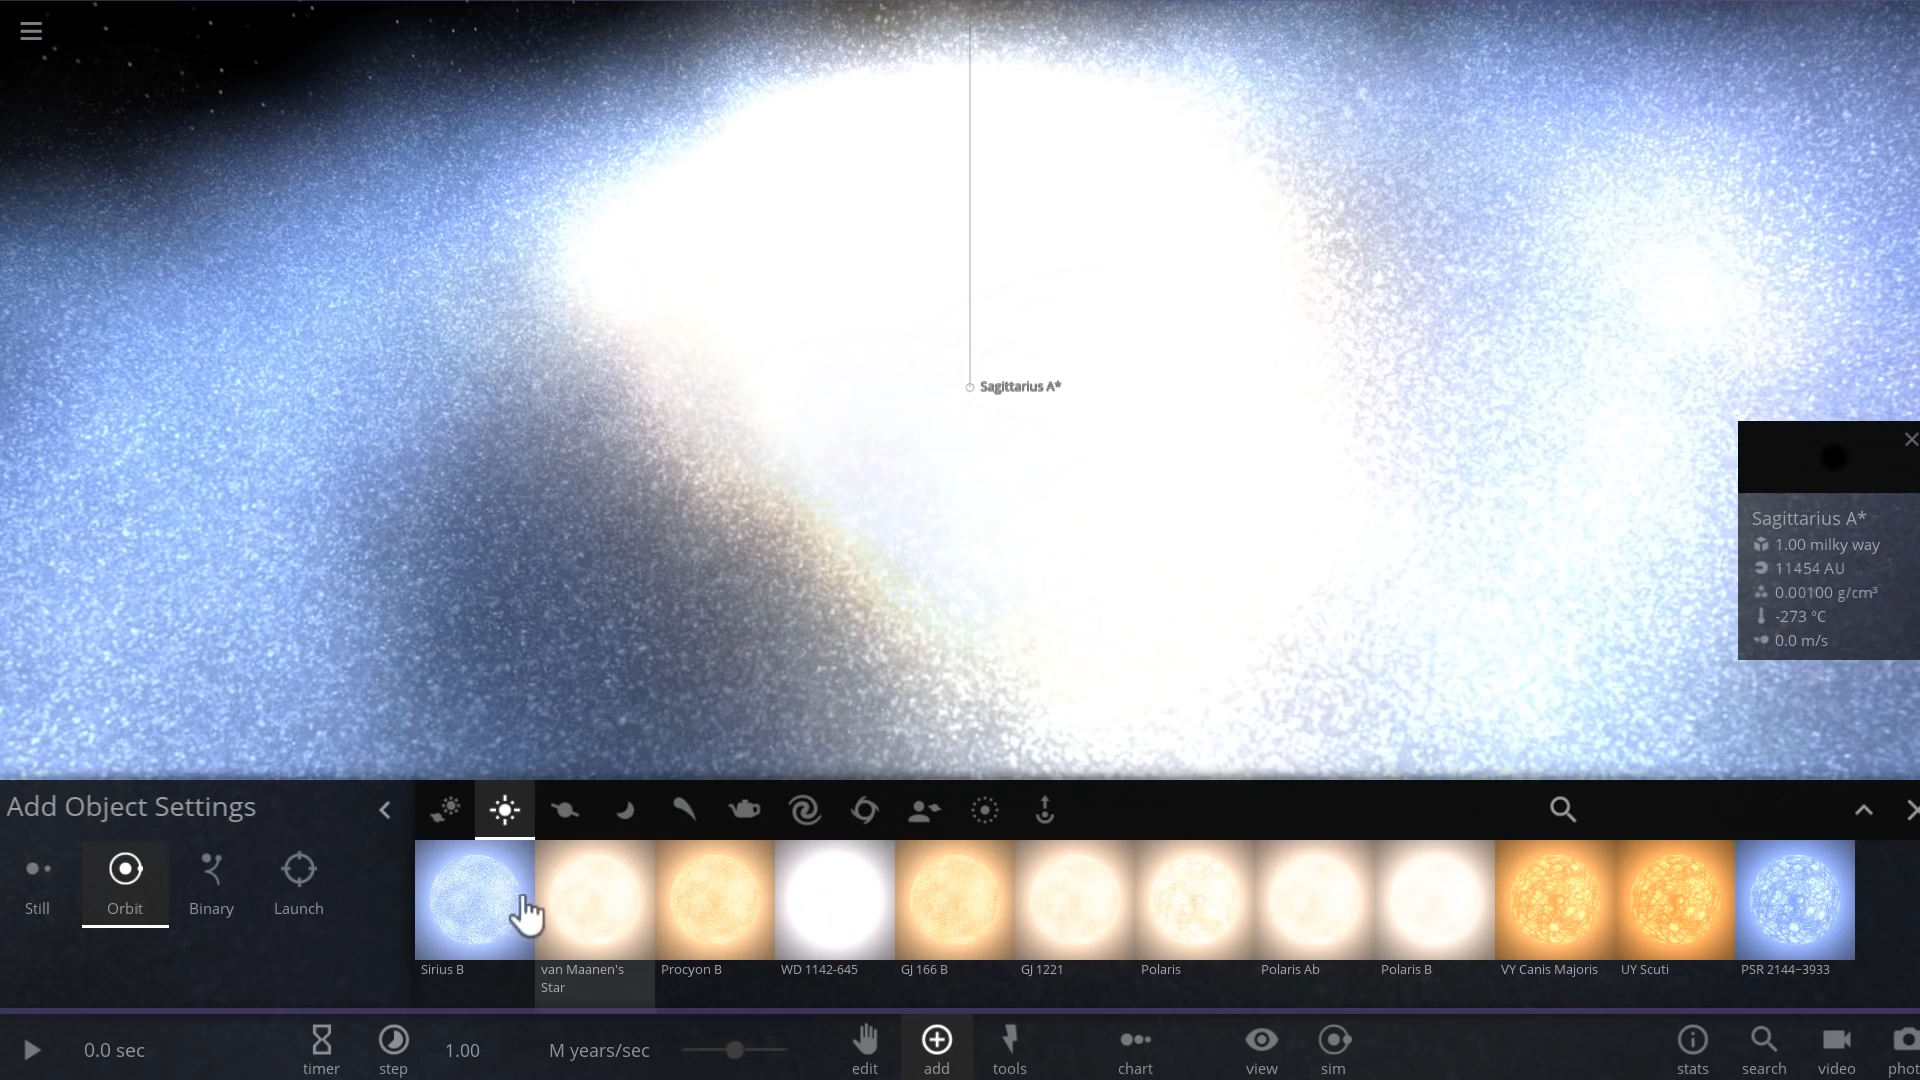 Sagittarius A*
Sagittarius A*
1.00 milky way
11454 AU
0.00100 g/cm³
-273 °C
0.0 m/s
Add Object Settings
Still
Orbit
Binary
Launch
Sirius B
van Maanen's
Star
Procyon B
WD 1142-645
GJ 166 B
GJ 1221
Polaris
Polaris Ab
Polaris B
VY Canis Majoris
UY Scuti
PSR 2144−3933
0.0 sec
timer
step
1.00
M years/sec
edit
add
tools
chart
view
sim
stats
search
video
phot